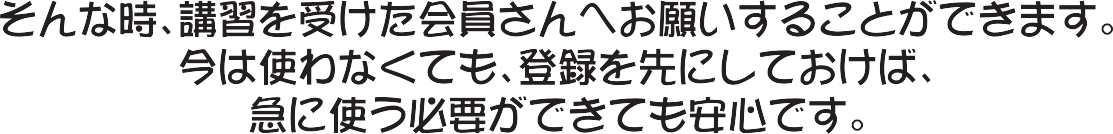 そんな時、講習を受けた会員さんへお願いすることができます。
今は使わなくても、登録を先にしておけば、
急に使う必要ができても安心です。